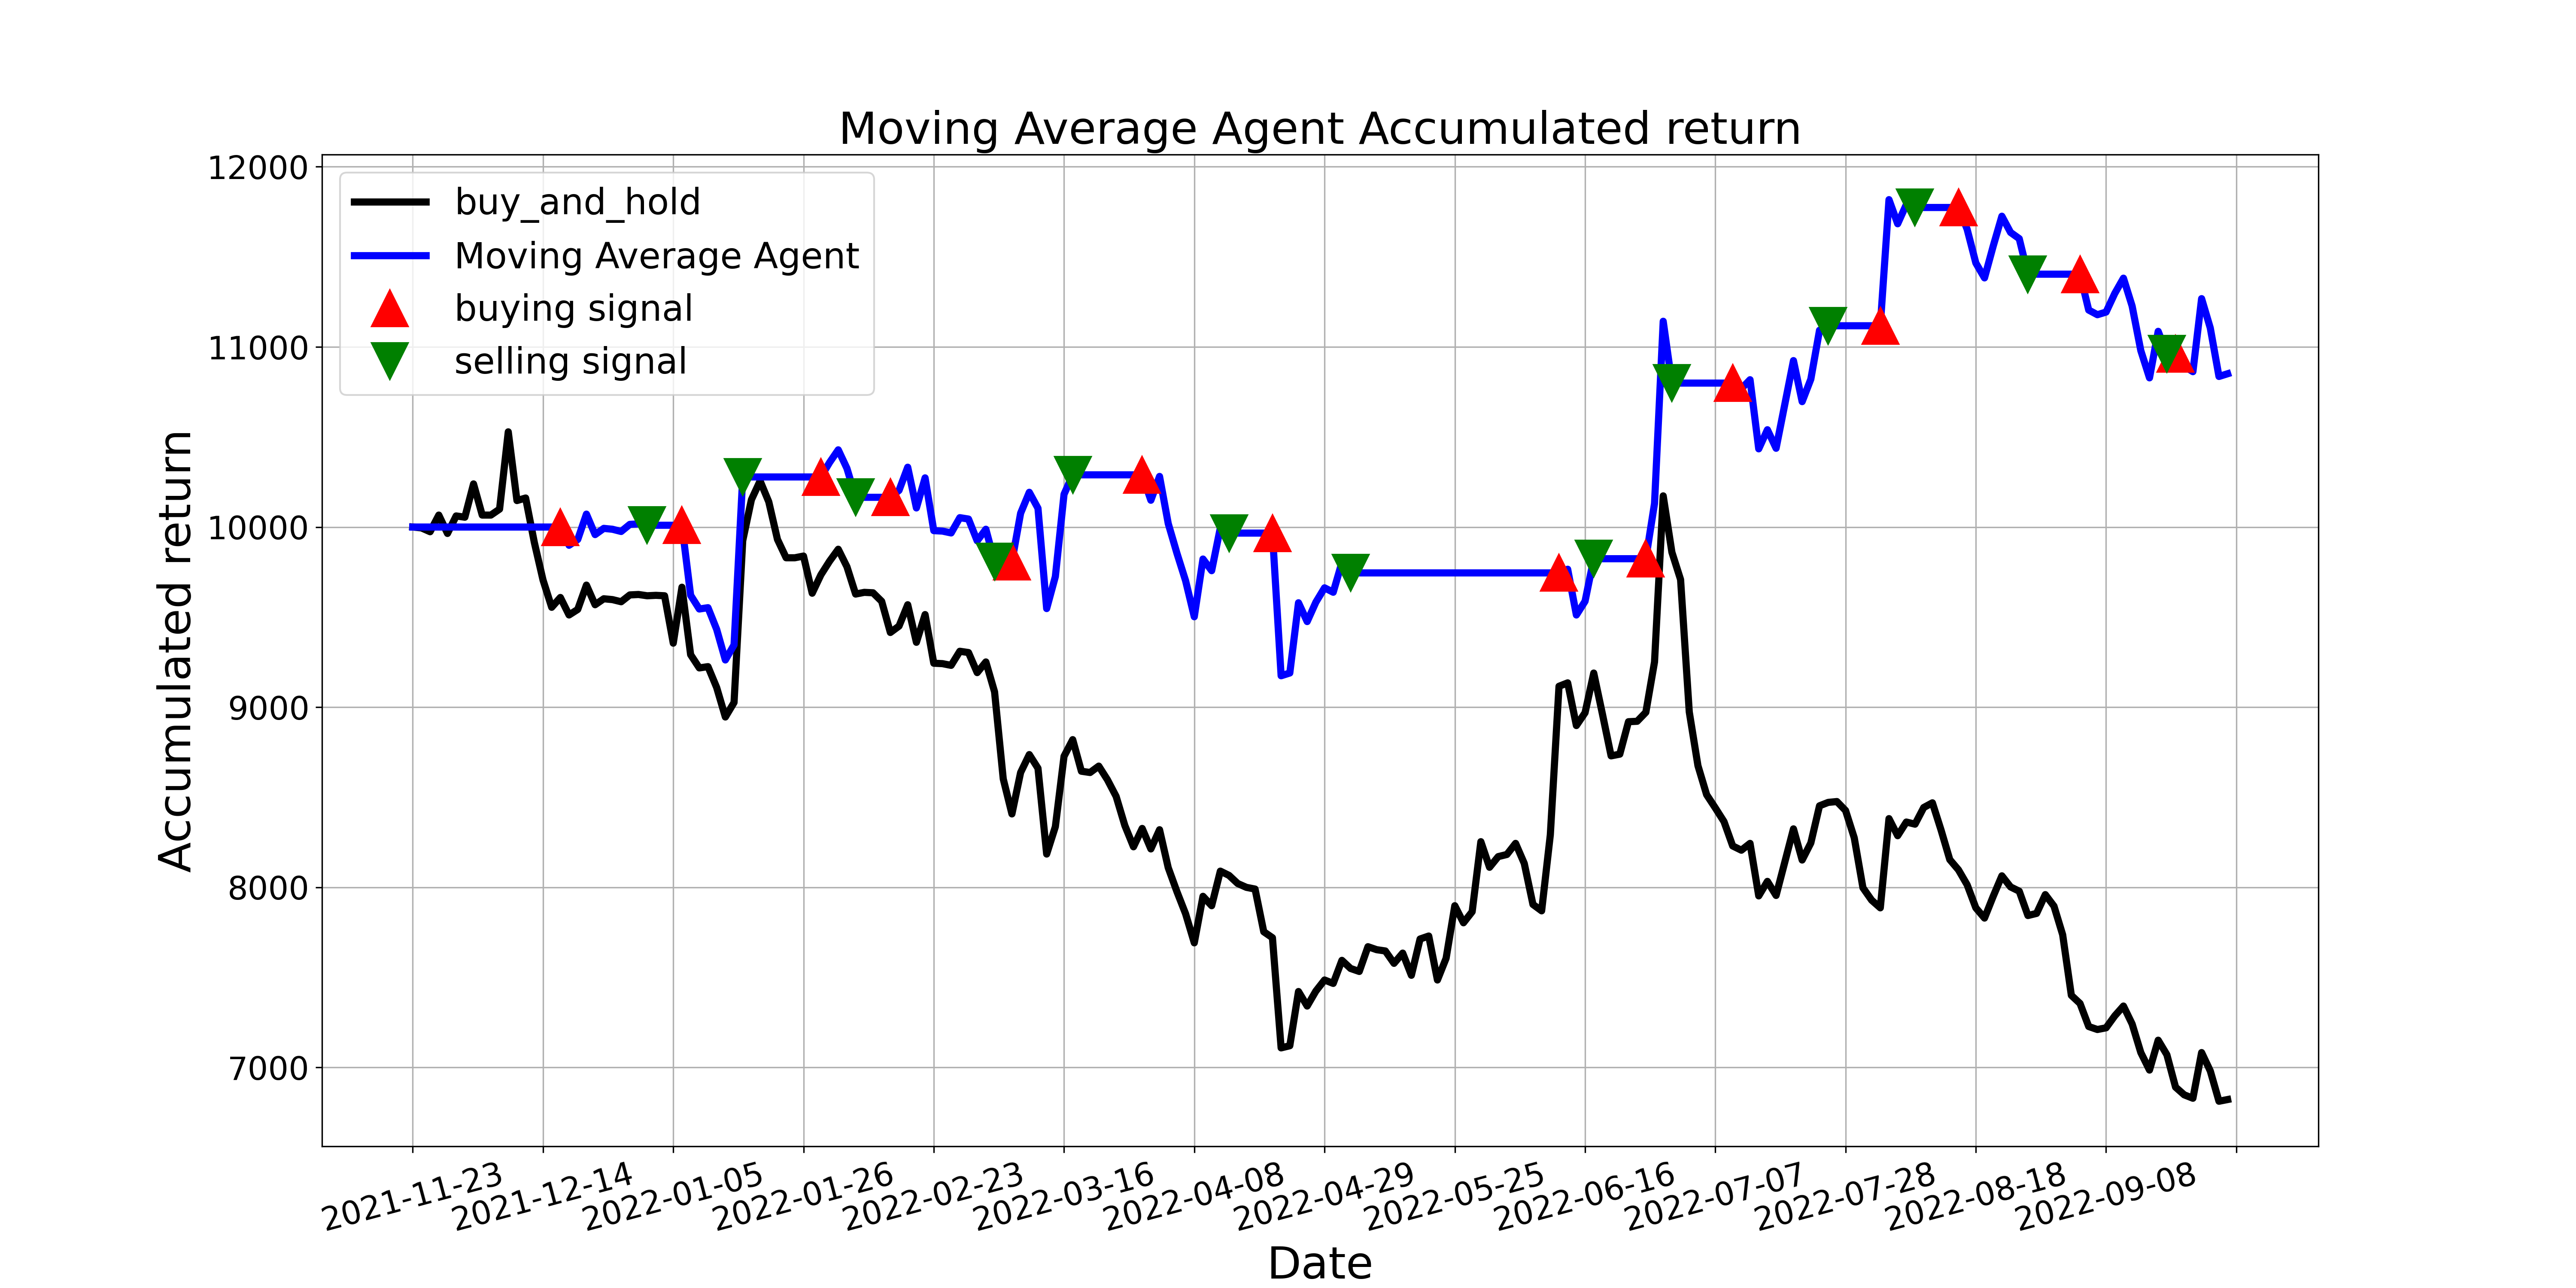 Moving Average Agent Accumulated return
12000
11000
10000
9000
8000
7000
Accumulated return
buy_and_hold
Moving Average Agent
buying signal
selling signal
2021-11-23
2021-12-14
2022-01-05
2022-01-26
2022-02-23
2022-03-16
2022-04-08
2022-04-29
2022-05-25
2022-06-16
2022-07-07
2022-07-28
2022-08-18
2022-09-08
Date